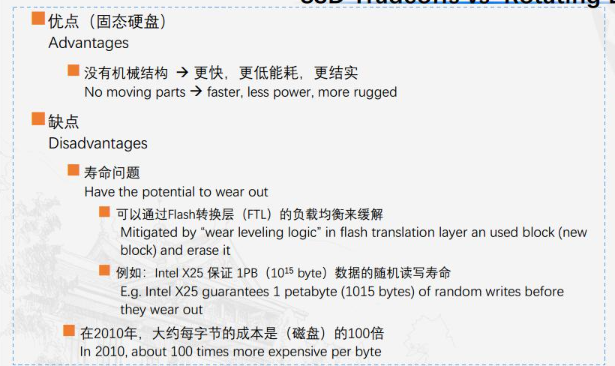 SSD Tradeoffs vs Rotating
优点（固态硬盘）
Advantages
没有机械结构 → 更快，更低能耗，更结实
No moving parts → faster, less power, more rugged
缺点
Disadvantages
寿命问题
Have the potential to wear out
可以通过Flash转换层（FTL）的负载均衡来缓解
Mitigated by “wear leveling logic” in flash translation layer an used block (new
block) and erase it
例如：Intel X25 保证 1PB（10¹⁵ byte）数据的随机读写寿命
E.g. Intel X25 guarantees 1 petabyte (1015 bytes) of random writes before
they wear out
在2010年，大约每字节的成本是（磁盘）的100倍
In 2010, about 100 times more expensive per byte